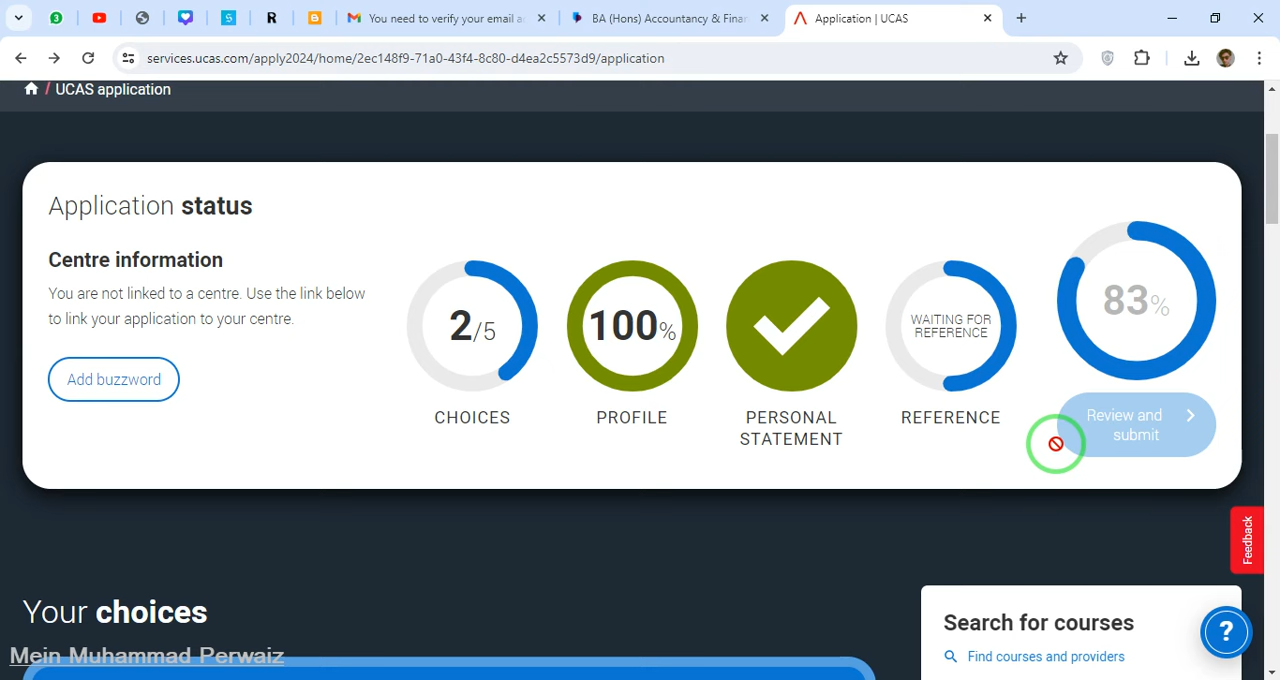 You need to verify your email a
BA (Hons) Accountancy & Finan
Application | UCAS
services.ucas.com/apply2024/home/2ec148f9-71a0-43f4-8c80-d4ea2c5573d9/application
/ UCAS application
Application status
Centre information
You are not linked to a centre. Use the link below
to link your application to your centre.
Add buzzword
2/5
CHOICES
100%
PROFILE
PERSONAL
STATEMENT
WAITING FOR
REFERENCE
REFERENCE
83%
Review and
submit
Feedback
Your choices
Search for courses
Find courses and providers
?
Mein Muhammad Perwaiz